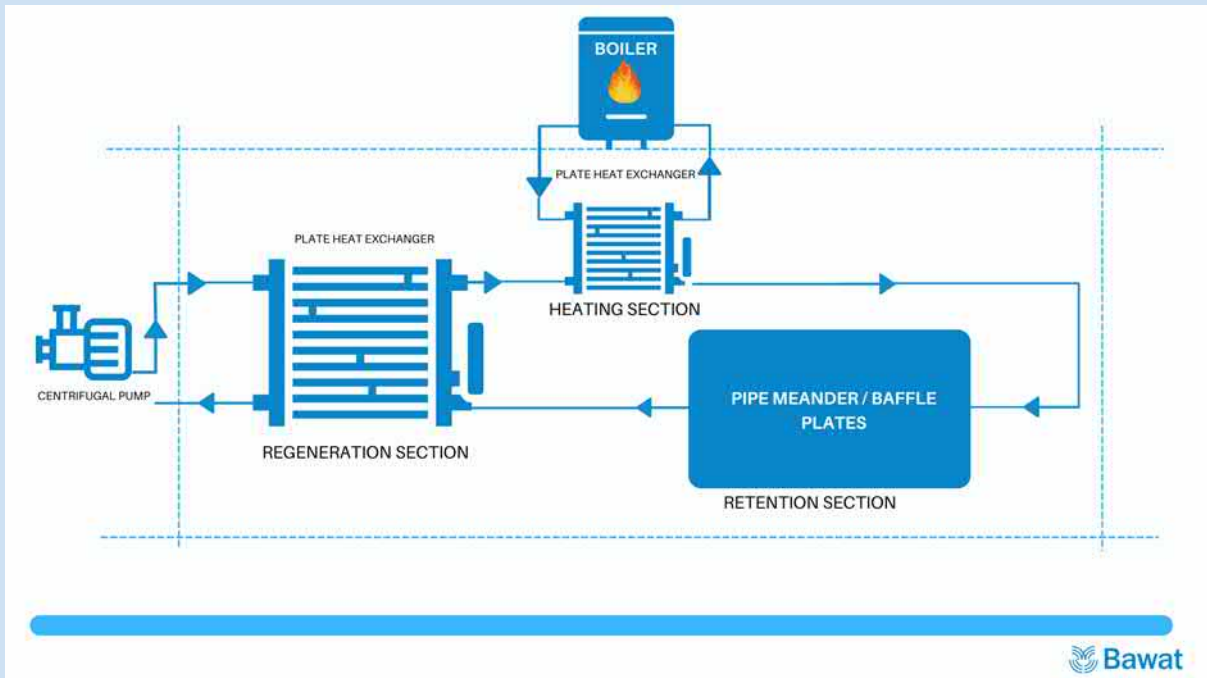 BOILER
PLATE HEAT EXCHANGER
PLATE HEAT EXCHANGER
HEATING SECTION
CENTRIFUGAL PUMP
PIPE MEANDER / BAFFLE
PLATES
REGENERATION SECTION
RETENTION SECTION
Bawat